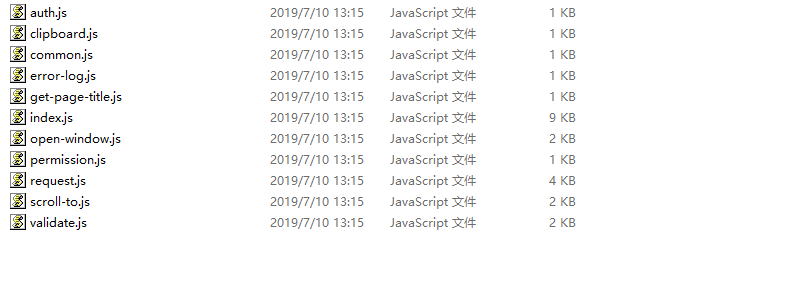 auth.js 2019/7/10 13:15 JavaScript 文件 1 KB
clipboard.js 2019/7/10 13:15 JavaScript 文件 1 KB
common.js 2019/7/10 13:15 JavaScript 文件 1 KB
error-log.js 2019/7/10 13:15 JavaScript 文件 1 KB
get-page-title.js 2019/7/10 13:15 JavaScript 文件 1 KB
index.js 2019/7/10 13:15 JavaScript 文件 9 KB
open-window.js 2019/7/10 13:15 JavaScript 文件 2 KB
permission.js 2019/7/10 13:15 JavaScript 文件 1 KB
request.js 2019/7/10 13:15 JavaScript 文件 4 KB
scroll-to.js 2019/7/10 13:15 JavaScript 文件 2 KB
validate.js 2019/7/10 13:15 JavaScript 文件 2 KB